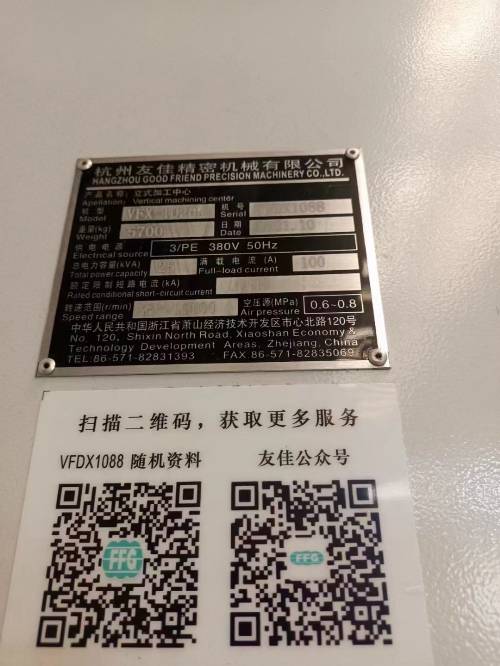 杭州友佳精密机械有限公司
HANGZHOU GOOD FRIEND PRECISION MACHINERY CO.,LTD.
产品名称：立式加工中心
Apellation: Vertical machining center
机型 机号
Model Serial 1088
重量(kg) 日期
Weight 5700 Date 21.10
供电电源
Electrical source 3/PE 380V 50Hz
总电力容量(kVA) 满载电流(A)
Total power capacity Full-load current 100
额定限制短路电流(kA)
Rated conditional short-circuit current
转速范围(r/min) 空压源(MPa)
Speed range Air pressure 0.6-0.8
中华人民共和国浙江省萧山经济技术开发区市心北路120号
No. 120, Shixin North Road, Xiaoshan Economy &
Technology Development Areas, Zhejiang, China
TEL:86-571-82831393 FAX 86-571-82835069
扫描二维码，获取更多服务
VFDX1088 随机资料 友佳公众号
FFG FFG